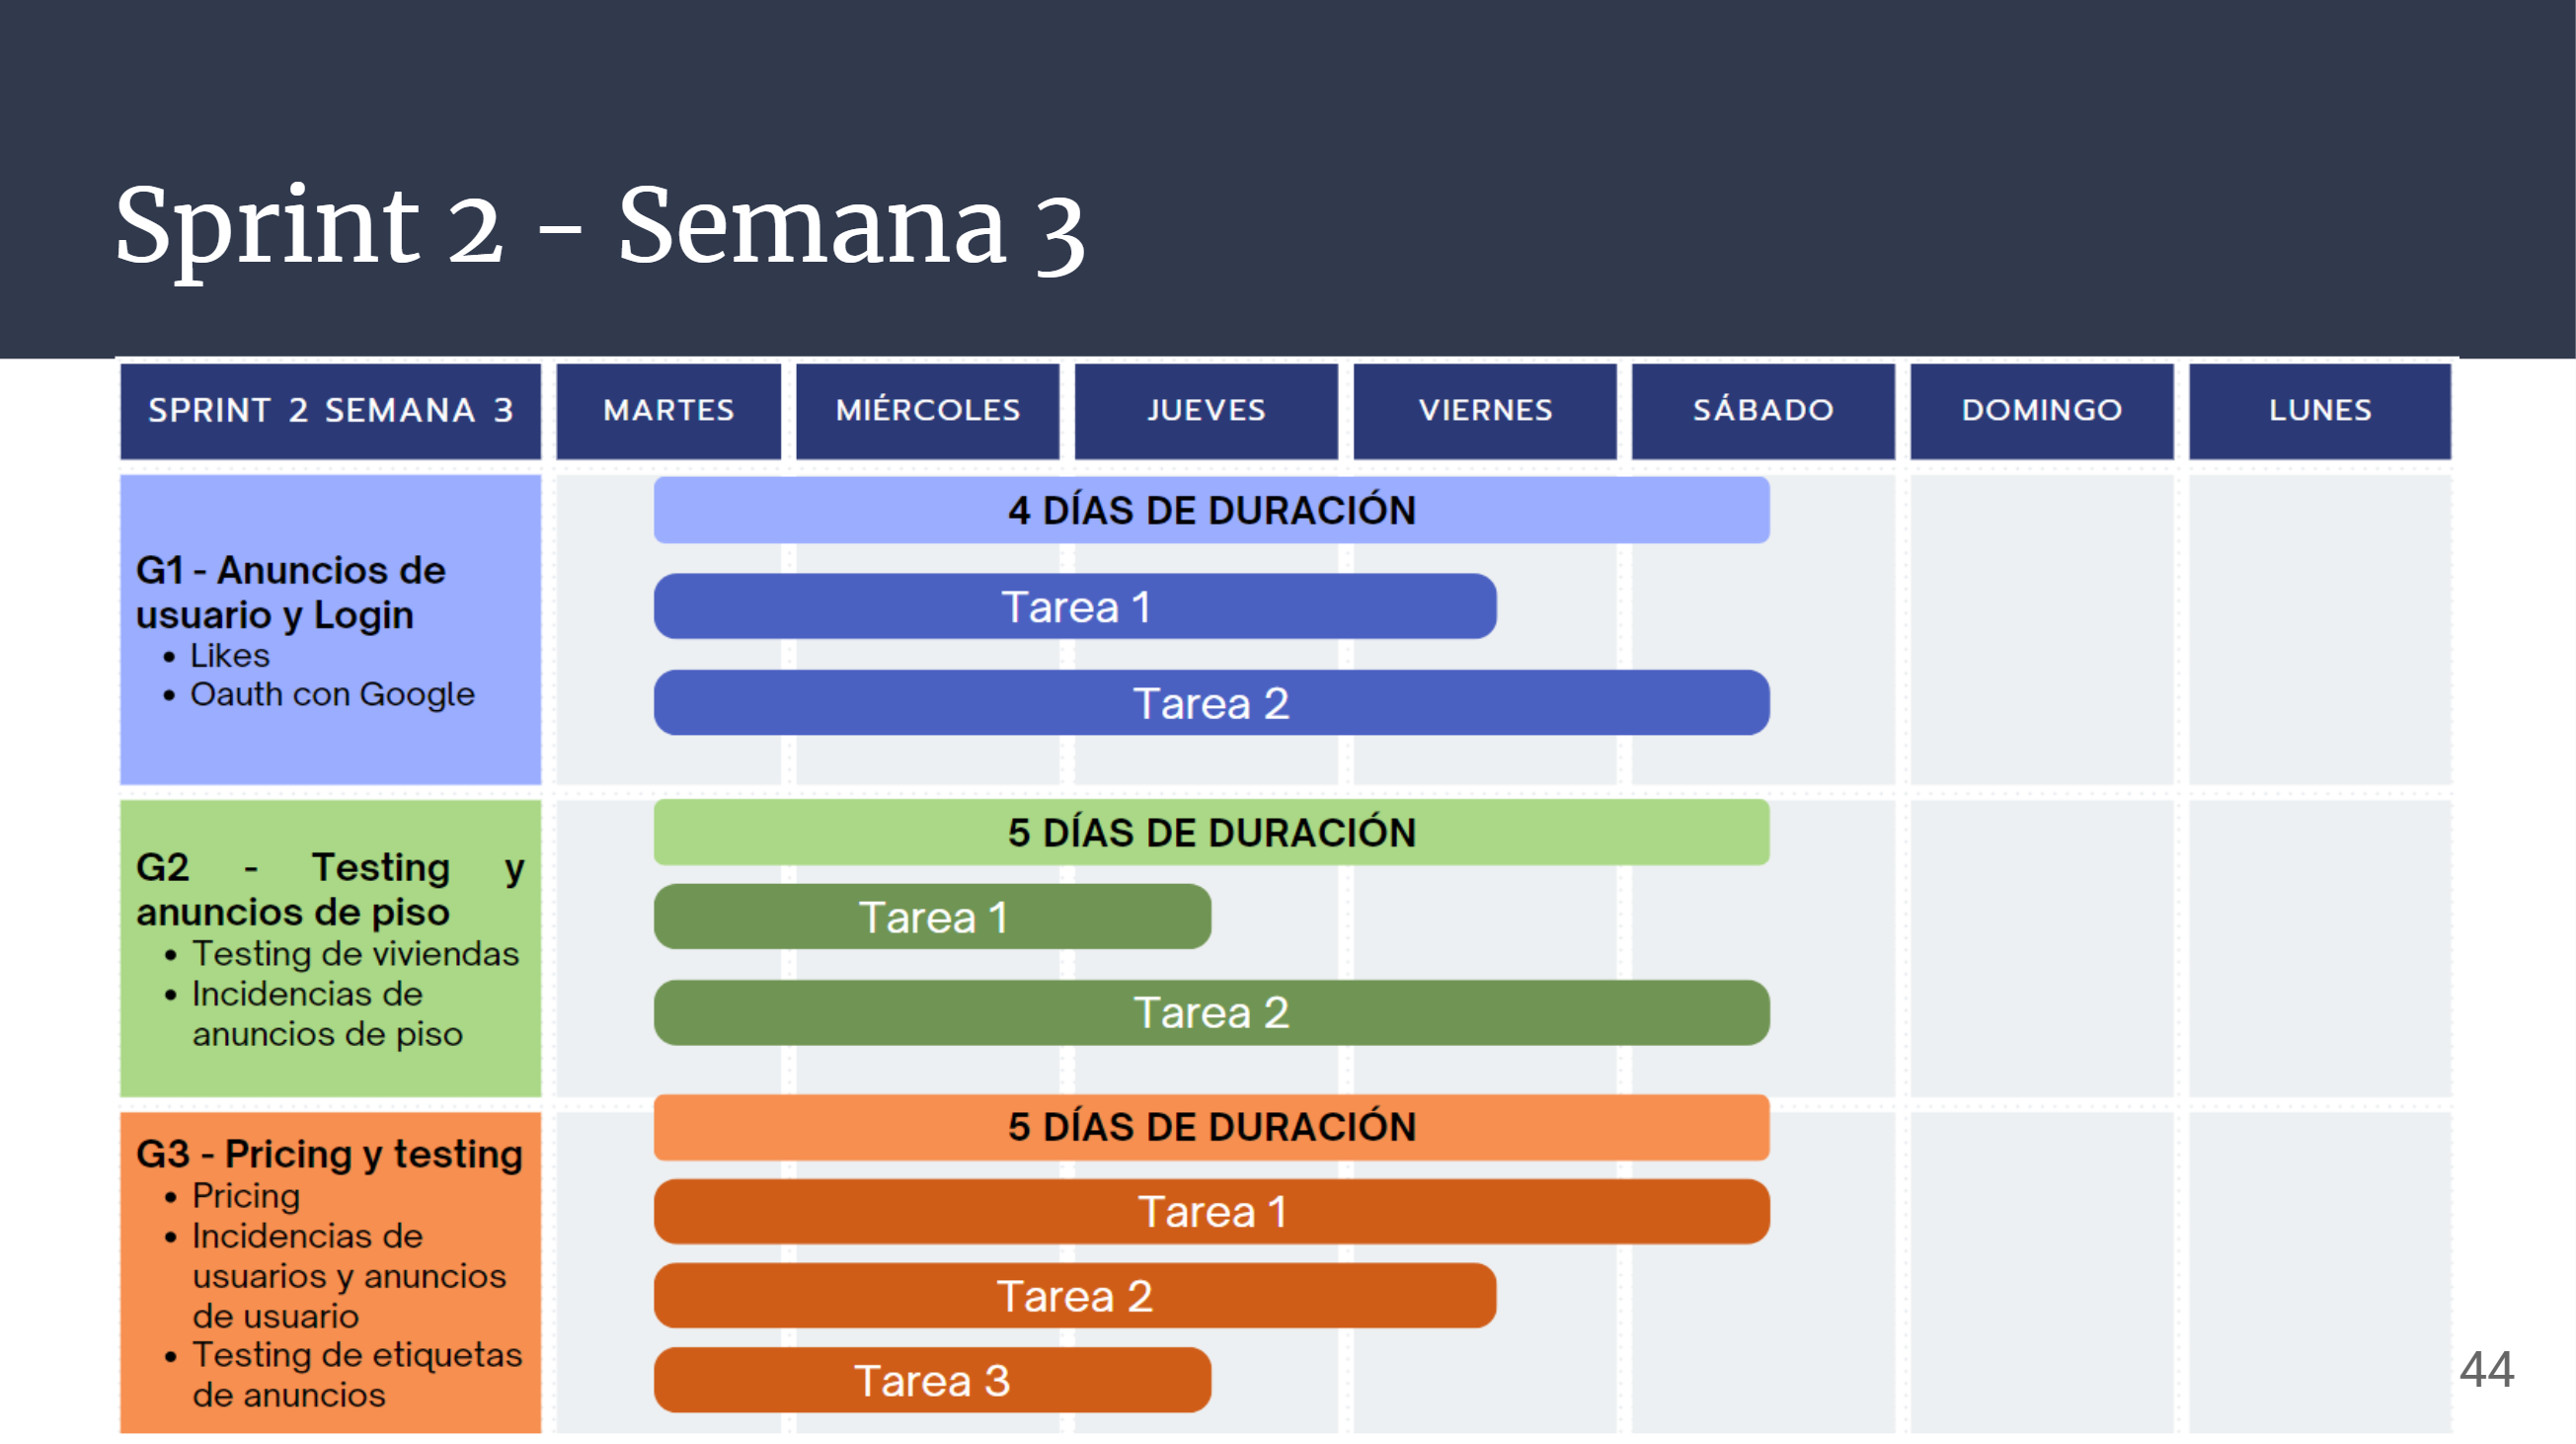 Sprint 2 - Semana 3
SPRINT 2 SEMANA 3
MARTES
MIÉRCOLES
JUEVES
VIERNES
SÁBADO
DOMINGO
LUNES
G1 - Anuncios de
usuario y Login
• Likes
• Oauth con Google
4 DÍAS DE DURACIÓN
Tarea 1
Tarea 2
G2 - Testing y
anuncios de piso
• Testing de viviendas
• Incidencias de
anuncios de piso
5 DÍAS DE DURACIÓN
Tarea 1
Tarea 2
G3 - Pricing y testing
• Pricing
• Incidencias de
usuarios y anuncios
de usuario
• Testing de etiquetas
de anuncios
5 DÍAS DE DURACIÓN
Tarea 1
Tarea 2
Tarea 3
44